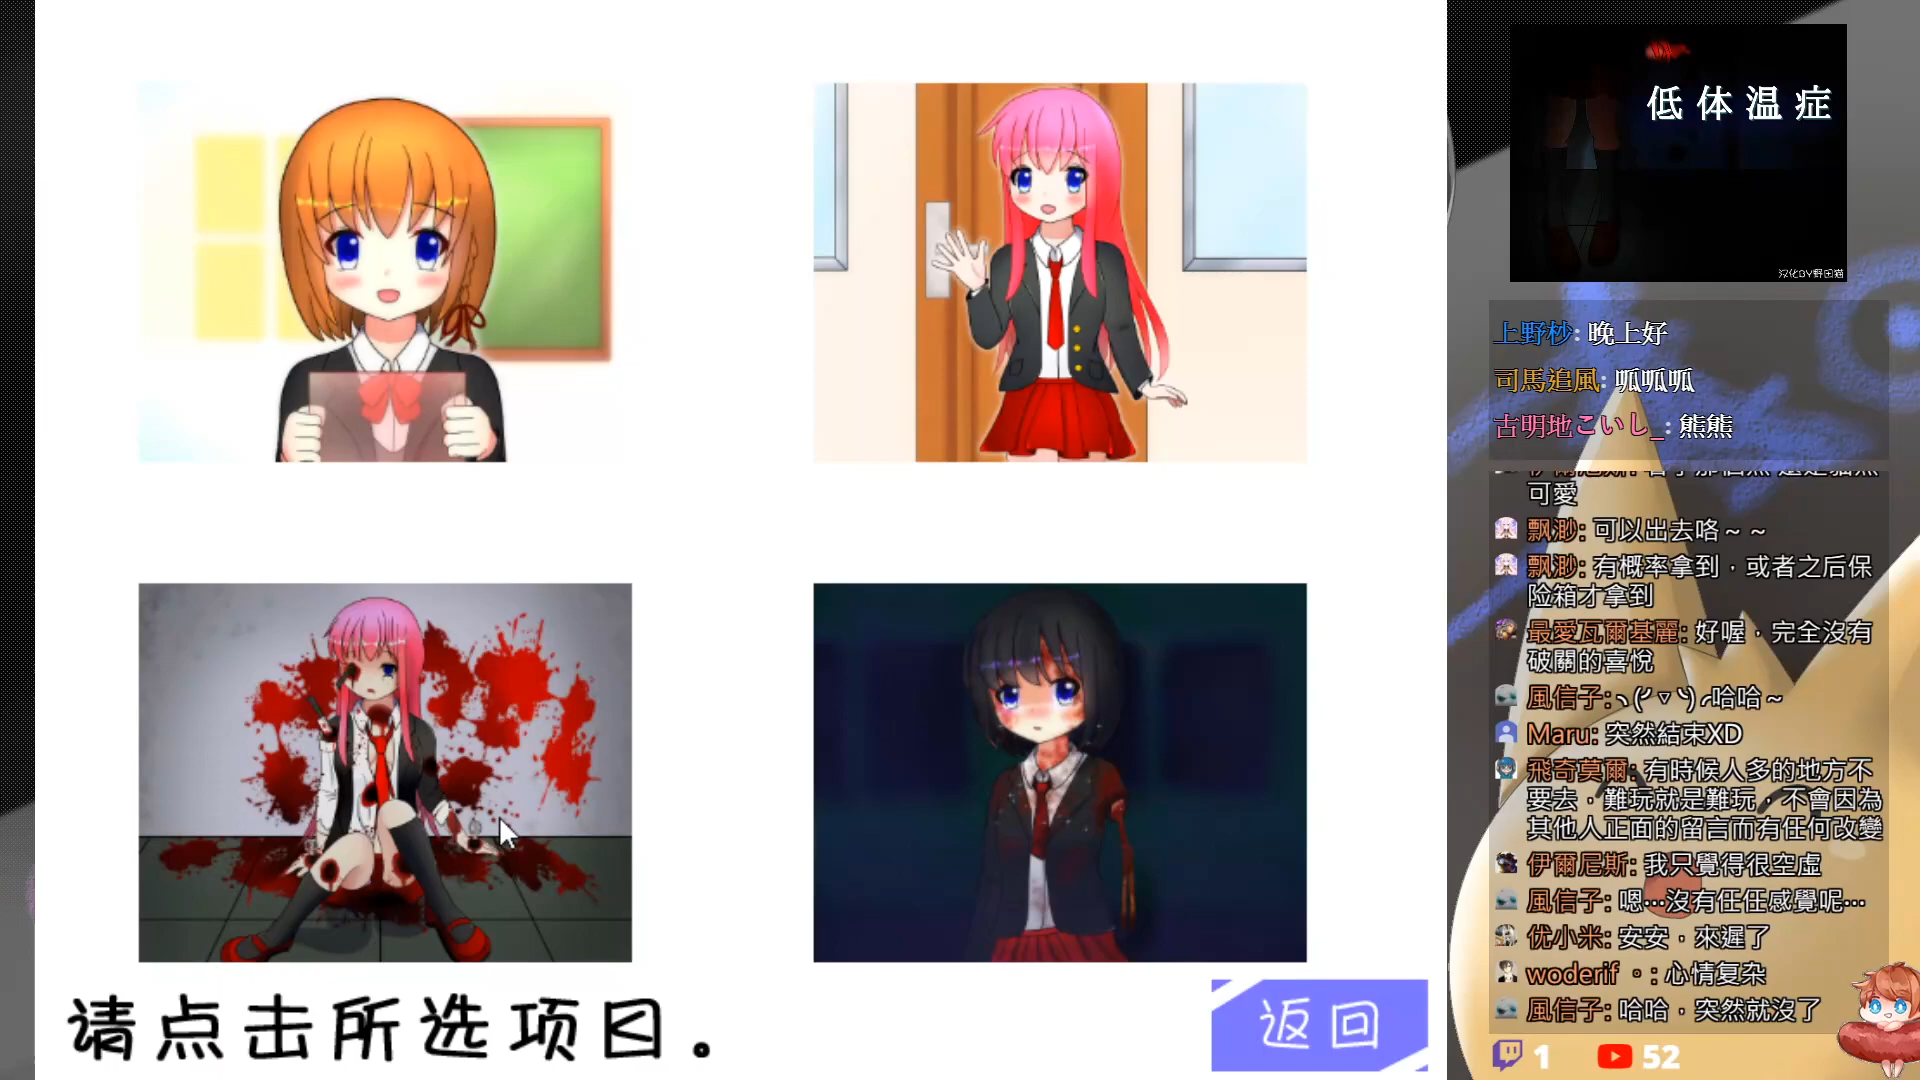 低体温症
汉化BY野田猫
上野杪: 晚上好
司馬追風: 呱呱呱
古明地こいし_: 熊熊
可愛
飘渺: 可以出去咯～～
飘渺: 有概率拿到，或者之后保
险箱才拿到
最愛瓦爾基麗: 好喔，完全沒有
破關的喜悅
風信子: ヽ(・▽・)ノ哈哈～
Maru: 突然結束XD
飛奇莫爾: 有時候人多的地方不
要去，難玩就是難玩，不會因為
其他人正面的留言而有任何改變
伊爾尼斯: 我只覺得很空虛
風信子: 嗯…沒有任任感覺呢…
优小米: 安安，來遲了
woderif 。: 心情复杂
風信子: 哈哈，突然就沒了
1 52
请点击所选项目。
返回